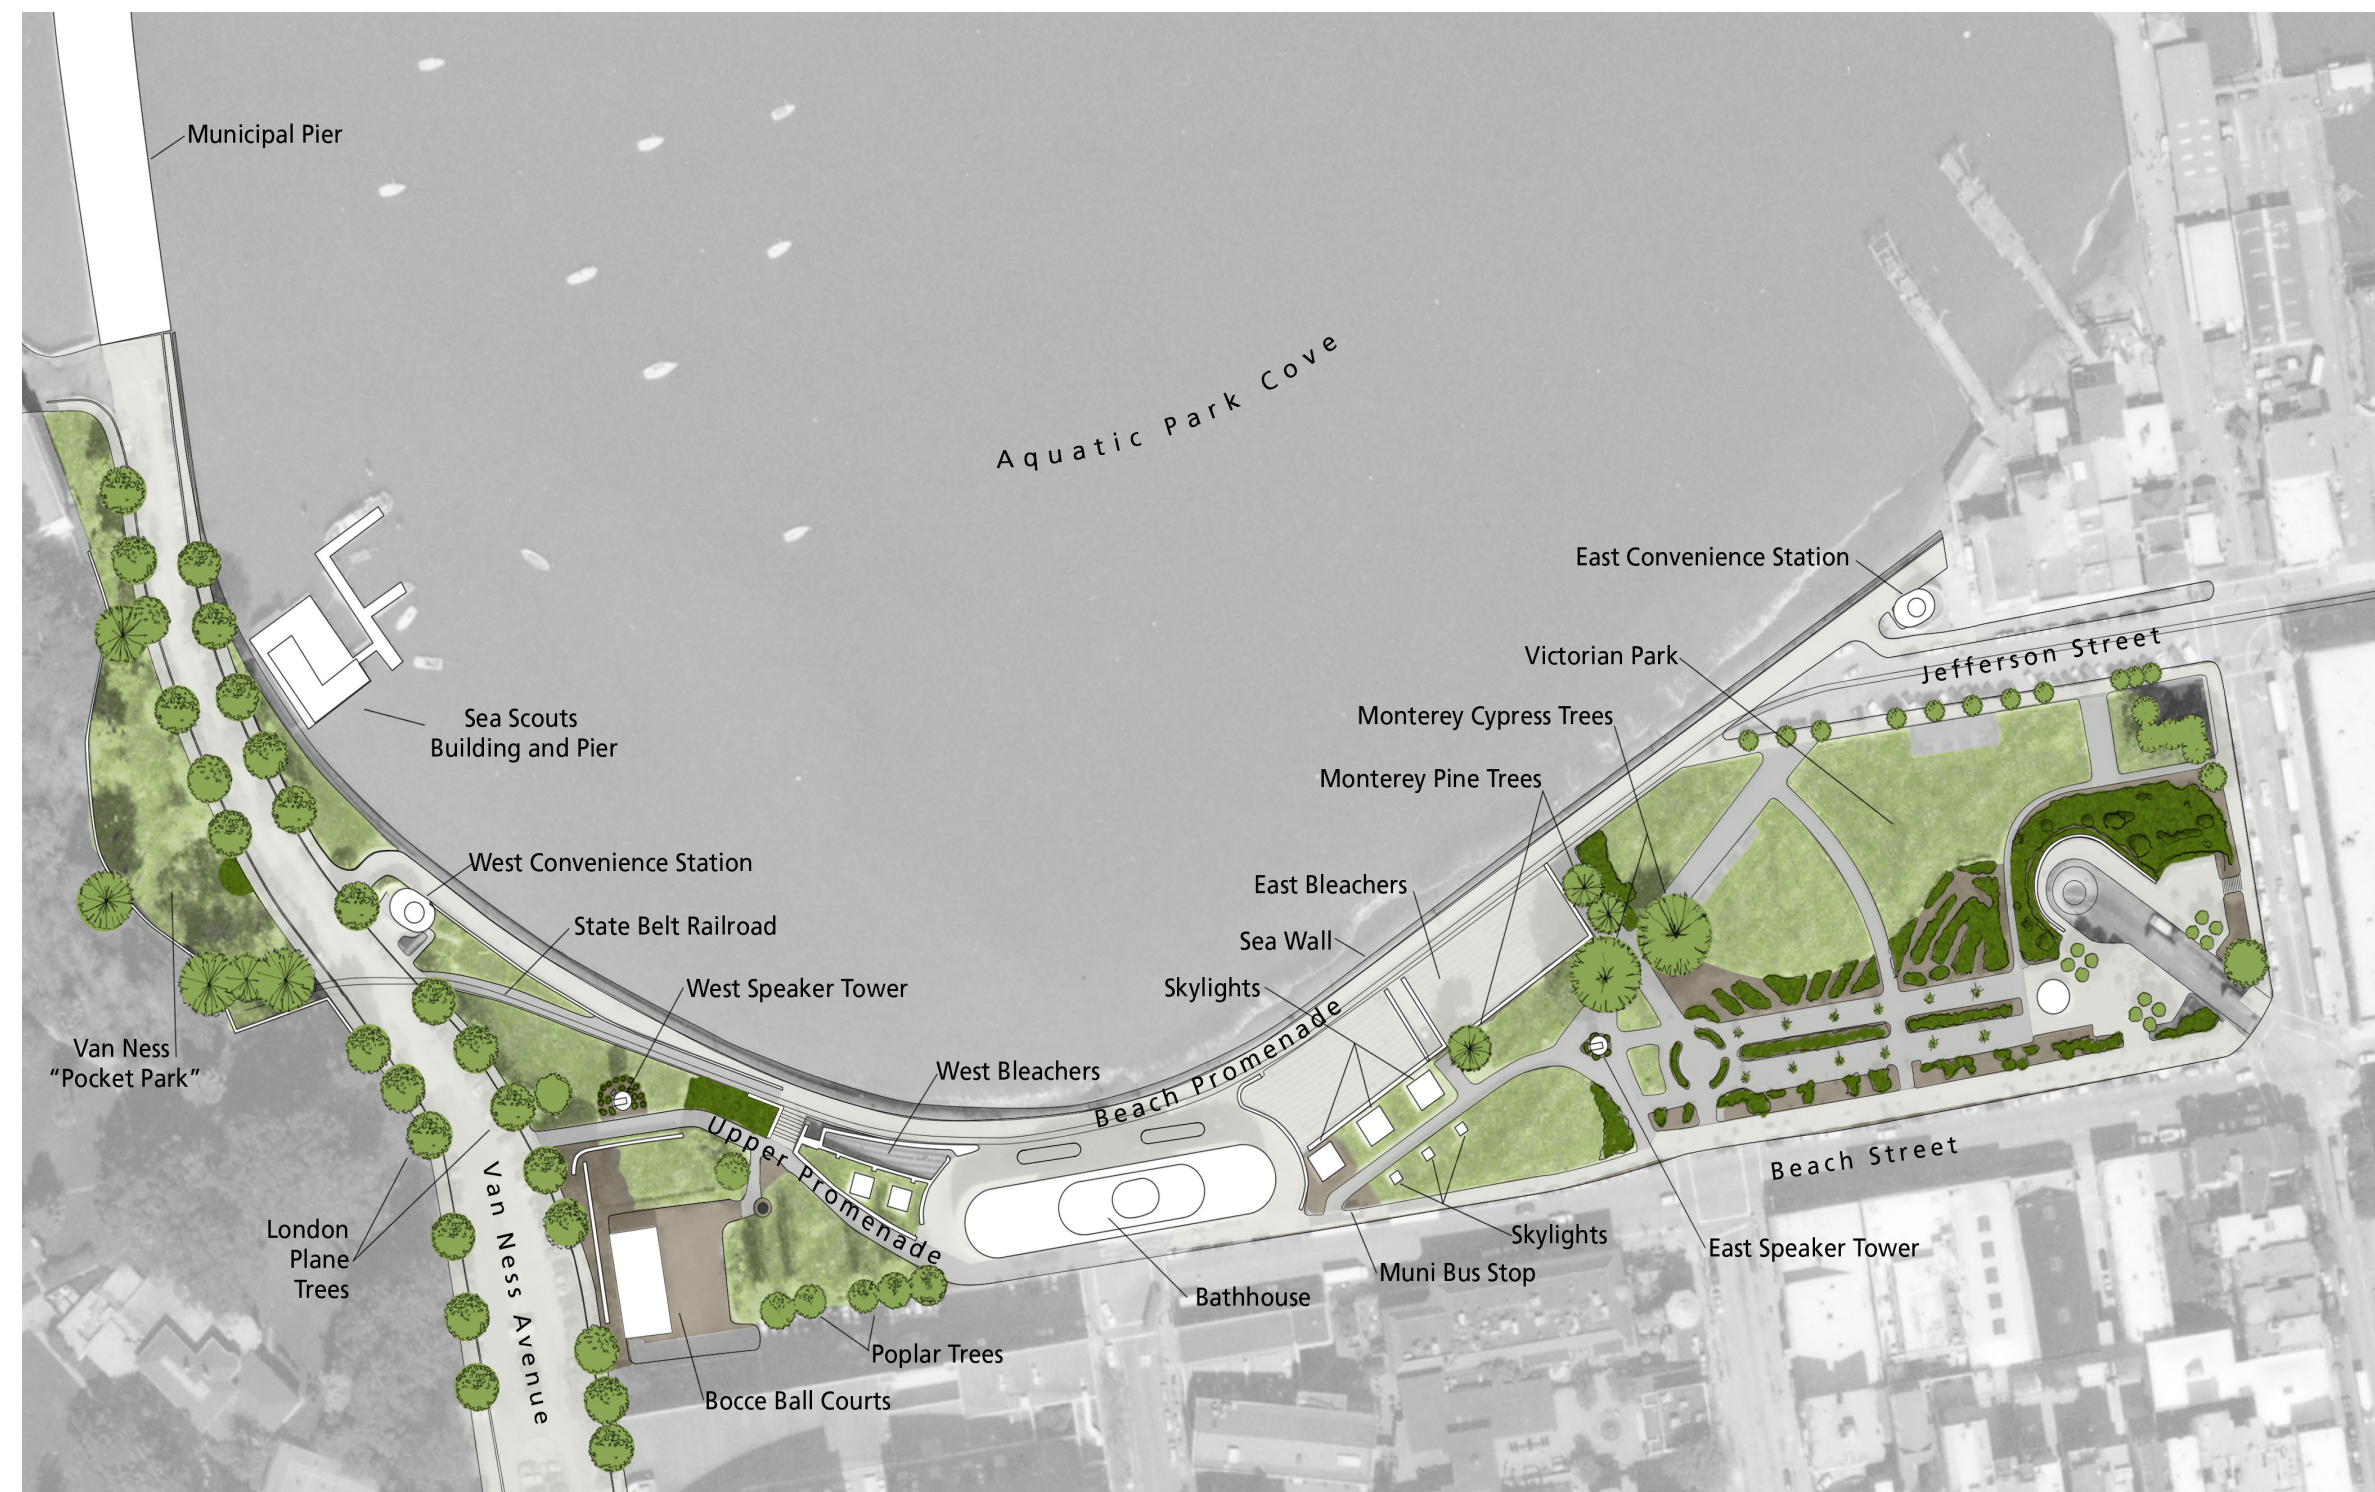 Municipal Pier
Aquatic Park Cove
East Convenience Station
Jefferson Street
Victorian Park
Sea Scouts
Building and Pier
Monterey Cypress Trees
Monterey Pine Trees
West Convenience Station
East Bleachers
State Belt Railroad
Sea Wall
West Speaker Tower
Skylights
Van Ness
“Pocket Park”
West Bleachers
Beach Promenade
Upper Promenade
Beach Street
London
Plane
Trees
Van Ness Avenue
Skylights
East Speaker Tower
Muni Bus Stop
Bathhouse
Poplar Trees
Bocce Ball Courts